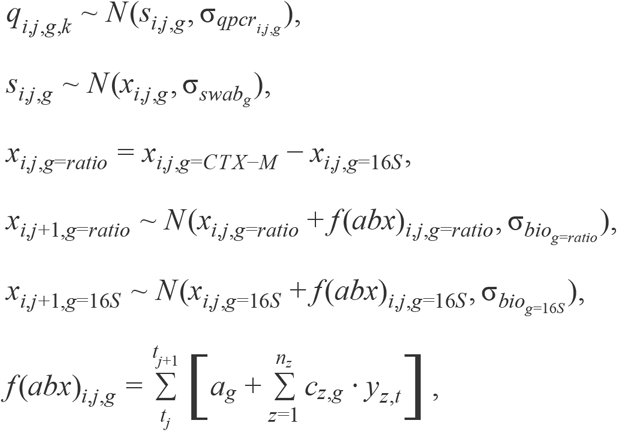 q_{i,j,g,k} ~ N(s_{i,j,g}, σ_{qpcr_{i,j,g}}),
s_{i,j,g} ~ N(x_{i,j,g}, σ_{swab_g}),
x_{i,j,g=ratio} = x_{i,j,g=CTX−M} − x_{i,j,g=16S},
x_{i,j+1,g=ratio} ~ N(x_{i,j,g=ratio} + f(abx)_{i,j,g=ratio}, σ_{bio_{g=ratio}}),
x_{i,j+1,g=16S} ~ N(x_{i,j,g=16S} + f(abx)_{i,j,g=16S}, σ_{bio_{g=16S}}),
f(abx)_{i,j,g} = ∑_{t_j}^{t_{j+1}} [ a_g + ∑_{z=1}^{n_z} c_{z,g} · y_{z,t} ] ,